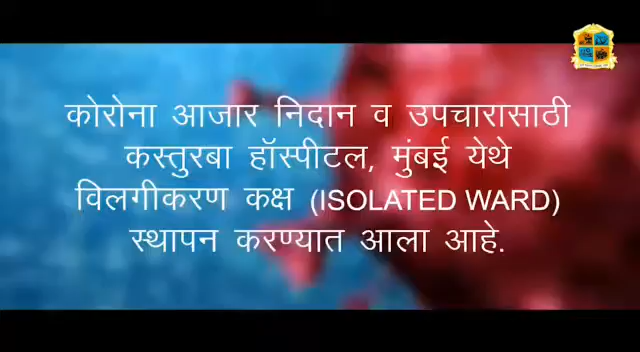 कोरोना आजार निदान व उपचारासाठी
कस्तुरबा हॉस्पीटल, मुंबई येथे
विलगीकरण कक्ष (ISOLATED WARD)
स्थापन करण्यात आला आहे.